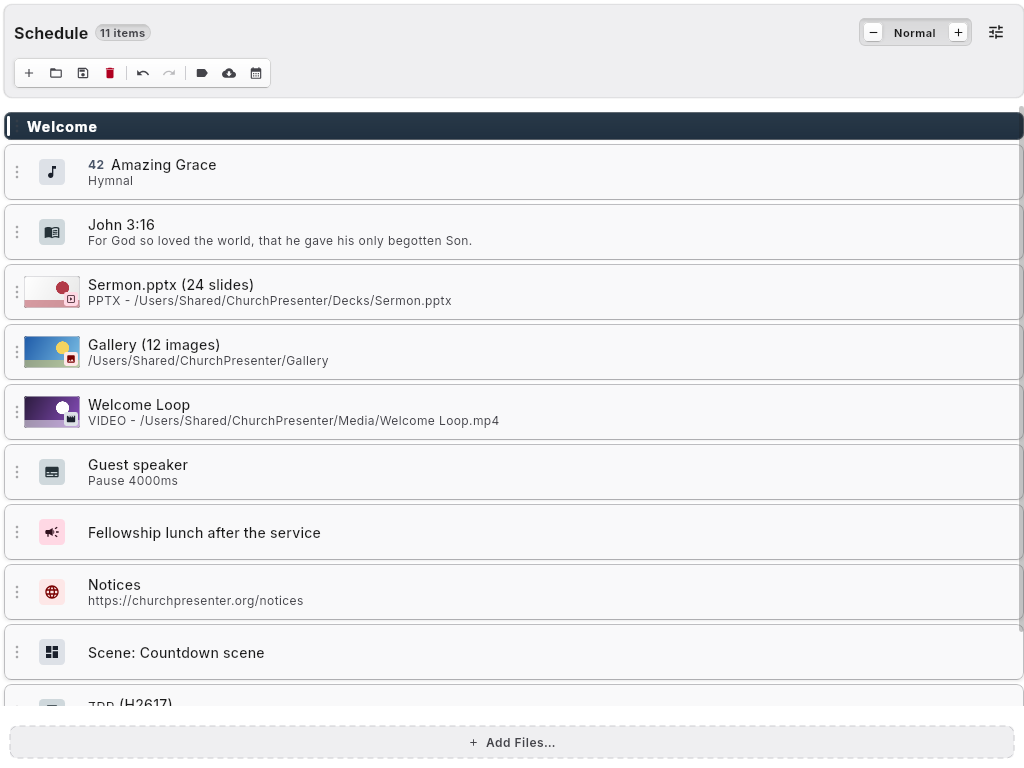 Schedule 11 items
− Normal +
Welcome
42 Amazing Grace
Hymnal
John 3:16
For God so loved the world, that he gave his only begotten Son.
Sermon.pptx (24 slides)
PPTX - /Users/Shared/ChurchPresenter/Decks/Sermon.pptx
Gallery (12 images)
/Users/Shared/ChurchPresenter/Gallery
Welcome Loop
VIDEO - /Users/Shared/ChurchPresenter/Media/Welcome Loop.mp4
Guest speaker
Pause 4000ms
Fellowship lunch after the service
Notices
https://churchpresenter.org/notices
Scene: Countdown scene
(H2617)
+ Add Files...